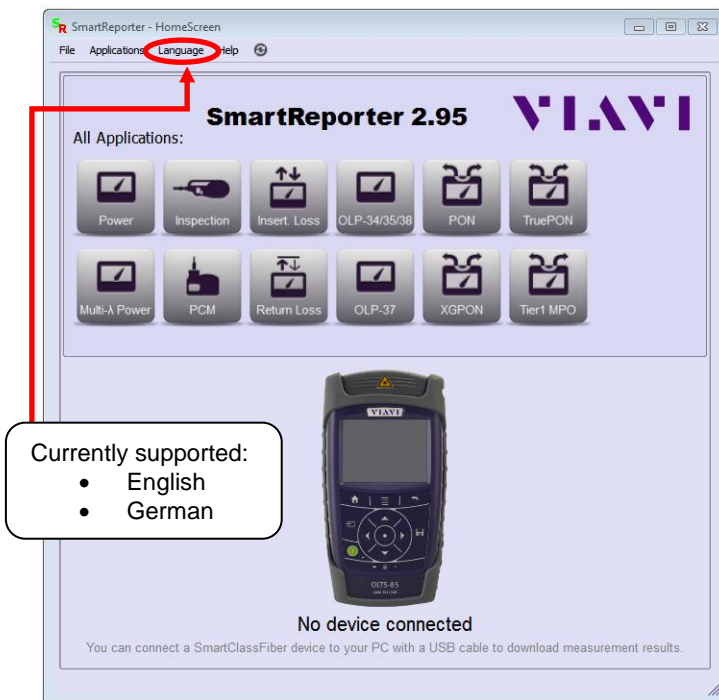 SR SmartReporter - HomeScreen
File Applications Language Help
SmartReporter 2.95
VIAVI
All Applications:
Power Inspection Insert. Loss OLP-34/35/38 PON TruePON
Multi-λ Power PCM Return Loss OLP-37 XGPON Tier1 MPO
VIAVI
Currently supported:
• English
• German
OLTS-85
No device connected
You can connect a SmartClassFiber device to your PC with a USB cable to download measurement results.